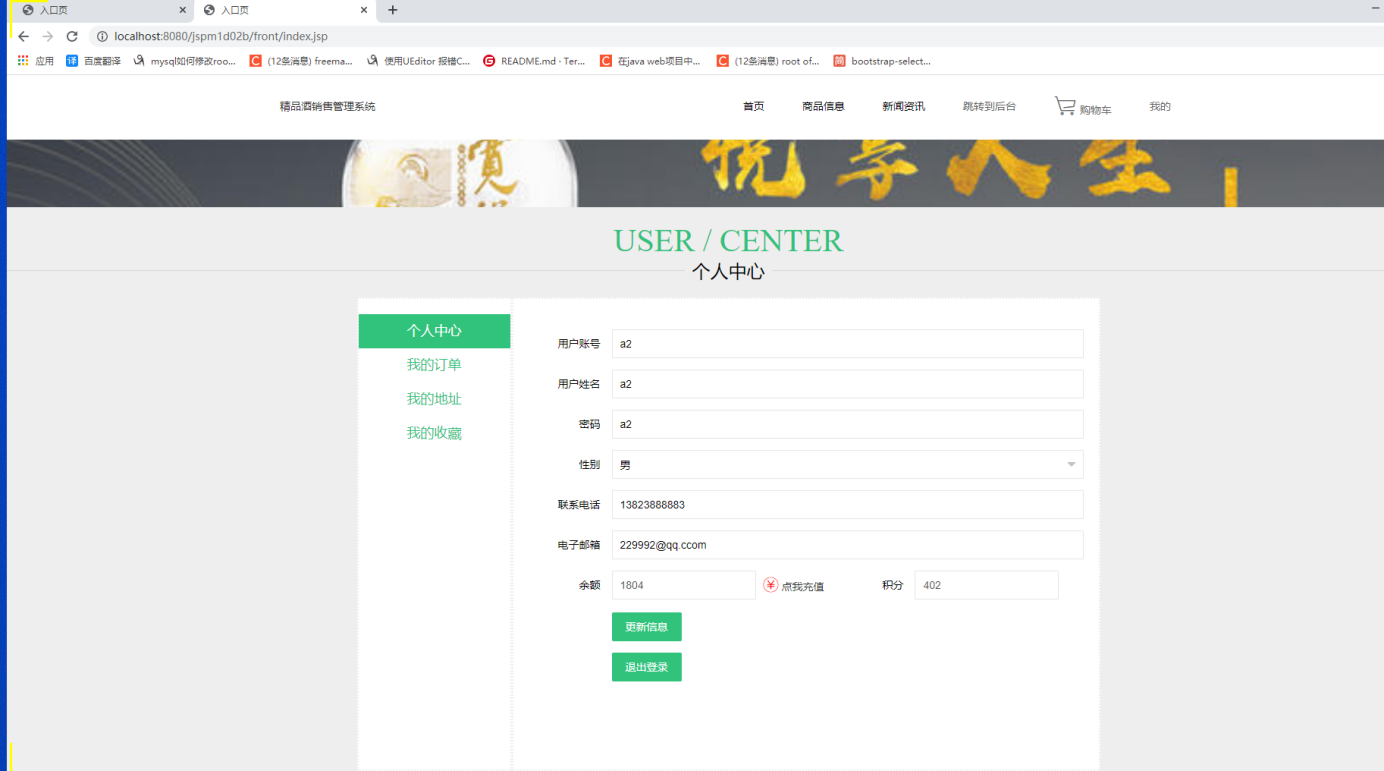 入口页 入口页
localhost:8080/jspm1d02b/front/index.jsp
应用 译 百度翻译 mysql如何修改roo... C (12条消息) freema... 使用UEditor 报错C... G README.md · Ter... C 在java web项目中... C (12条消息) root of... 简 bootstrap-select...
精品酒销售管理系统 首页 商品信息 新闻资讯 跳转到后台 购物车 我的
悦享人生
USER / CENTER
个人中心
个人中心
我的订单
我的地址
我的收藏
用户账号 a2
用户姓名 a2
密码 a2
性别 男
联系电话 13823888883
电子邮箱 229992@qq.ccom
余额 1804 ¥ 点我充值 积分 402
更新信息
退出登录